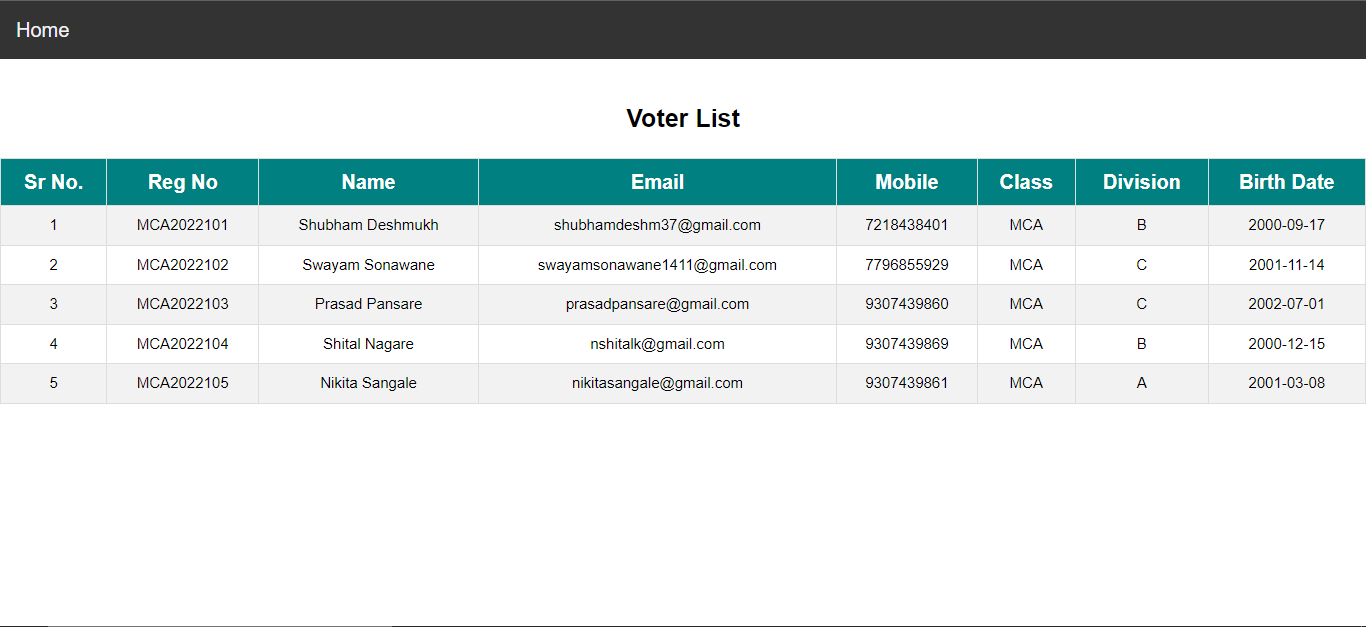 Home
Voter List
Sr No. Reg No Name Email Mobile Class Division Birth Date
1 MCA2022101 Shubham Deshmukh shubhamdeshm37@gmail.com 7218438401 MCA B 2000-09-17
2 MCA2022102 Swayam Sonawane swayamsonawane1411@gmail.com 7796855929 MCA C 2001-11-14
3 MCA2022103 Prasad Pansare prasadpansare@gmail.com 9307439860 MCA C 2002-07-01
4 MCA2022104 Shital Nagare nshitalk@gmail.com 9307439869 MCA B 2000-12-15
5 MCA2022105 Nikita Sangale nikitasangale@gmail.com 9307439861 MCA A 2001-03-08